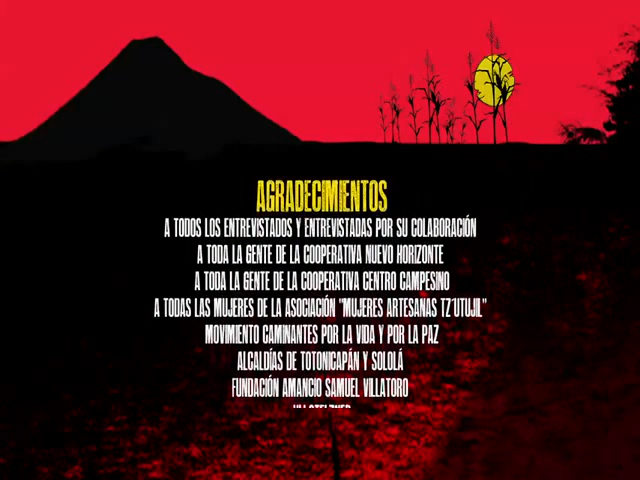 AGRADECIMIENTOS
A TODOS LOS ENTREVISTADOS Y ENTREVISTADAS POR SU COLABORACIÓN
A TODA LA GENTE DE LA COOPERATIVA NUEVO HORIZONTE
A TODA LA GENTE DE LA COOPERATIVA CENTRO CAMPESINO
A TODAS LAS MUJERES DE LA ASOCIACIÓN "MUJERES ARTESANAS TZ'UTUJIL"
MOVIMIENTO CAMINANTES POR LA VIDA Y POR LA PAZ
ALCALDÍAS DE TOTONICAPÁN Y SOLOLÁ
FUNDACIÓN AMANCIO SAMUEL VILLATORO